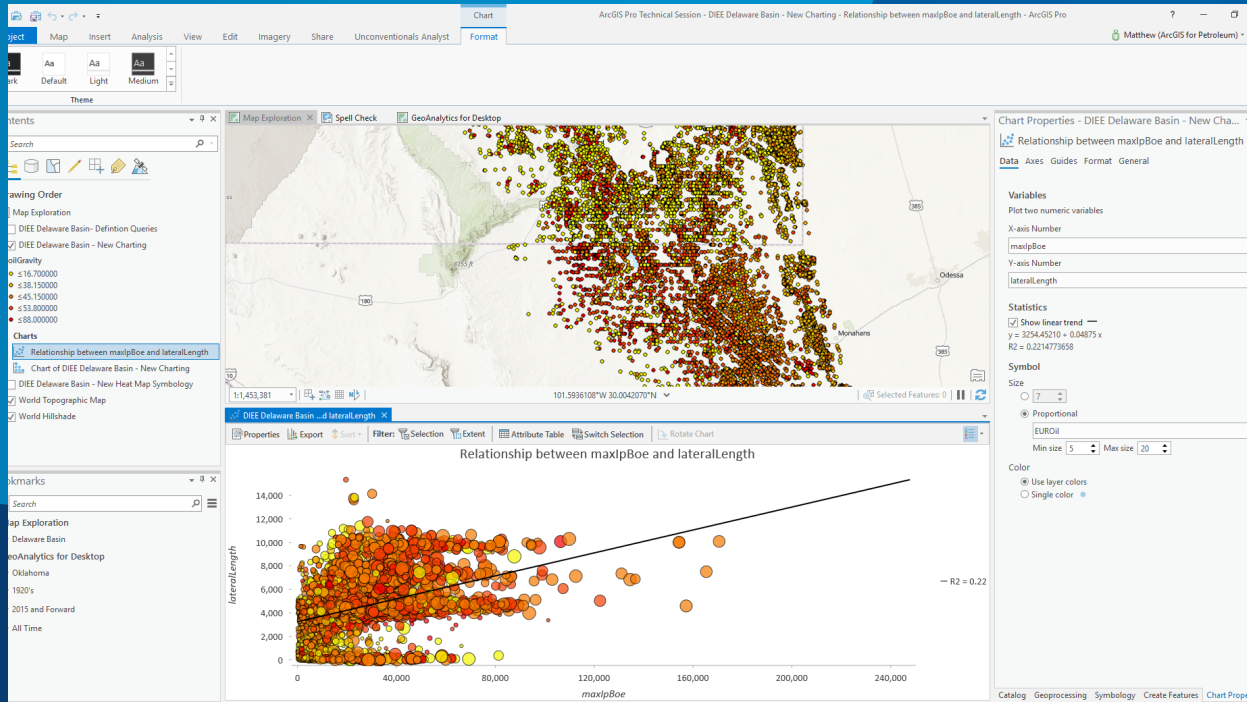 Chart
ArcGIS Pro Technical Session - DIEE Delaware Basin - New Charting - Relationship between maxIpBoe and lateralLength - ArcGIS Pro
?
Map Insert Analysis View Edit Imagery Share Unconventionals Analyst Format
Matthew (ArcGIS for Petroleum)
Aa Aa Aa
Default Light Medium
Theme
Search
Map Exploration
DIEE Delaware Basin- Defintion Queries
DIEE Delaware Basin - New Charting
oilGravity
≤16.700000
≤38.150000
≤45.150000
≤53.800000
≤88.000000
Charts
Relationship between maxIpBoe and lateralLength
Chart of DIEE Delaware Basin - New Charting
DIEE Delaware Basin - New Heat Map Symbology
World Topographic Map
World Hillshade
Search
Delaware Basin
GeoAnalytics for Desktop
Oklahoma
1920's
2015 and Forward
All Time
Map Exploration Spell Check GeoAnalytics for Desktop
385
8755 ft
Odessa
180
Monahans
385
10
1:1,453,381
101.5936108°W 30.0042070°N
Selected Features: 0
DIEE Delaware Basin ...d lateralLength
Properties Export Sort Filter: Selection Extent Attribute Table Switch Selection Rotate Chart
Relationship between maxIpBoe and lateralLength
14,000
12,000
10,000
8,000
6,000
4,000
2,000
0
lateralLength
R2 = 0.22
0 40,000 80,000 120,000 160,000 200,000 240,000
maxIpBoe
Chart Properties - DIEE Delaware Basin - New Cha...
Relationship between maxIpBoe and lateralLength
Data Axes Guides Format General
Variables
Plot two numeric variables
X-axis Number
maxIpBoe
Y-axis Number
lateralLength
Statistics
Show linear trend
y = 3254.45210 + 0.04875 x
R2 = 0.2214773658
Symbol
Size
7
Proportional
EUROil
Min size 5 Max size 20
Color
Use layer colors
Single color
Catalog Geoprocessing Symbology Create Features Chart Prope